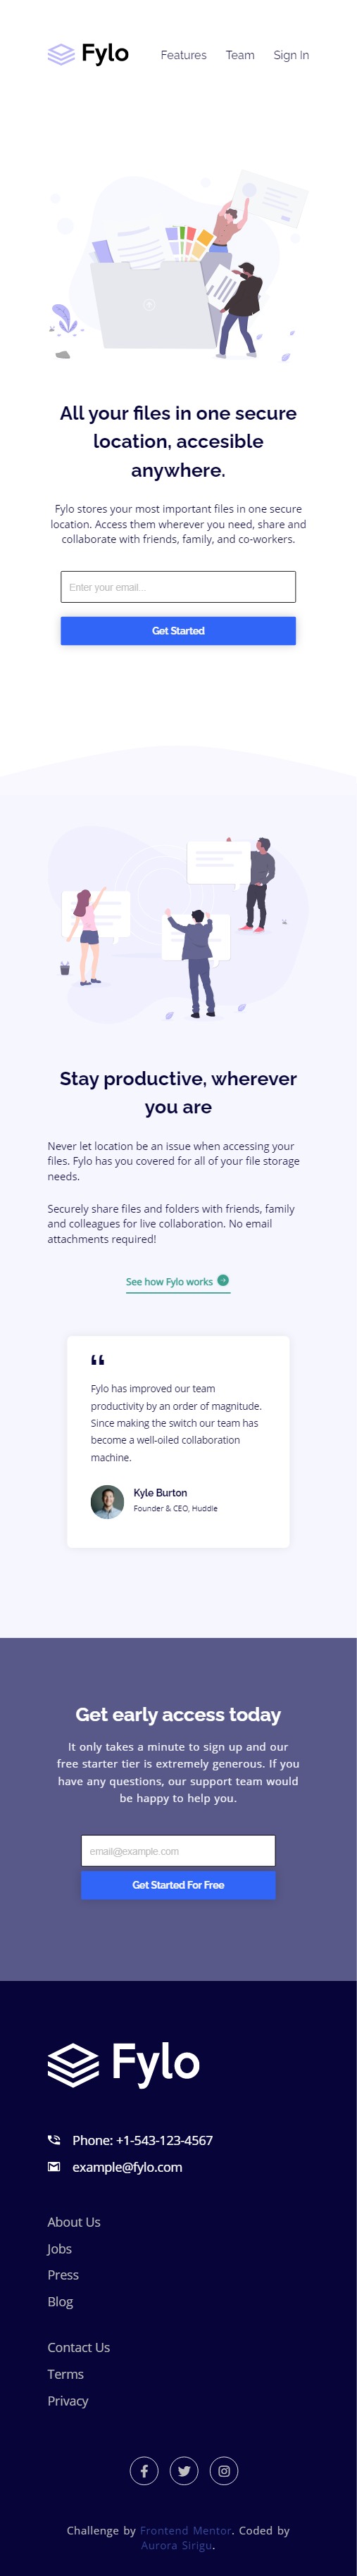 Fylo
Features Team Sign In
All your files in one secure
location, accesible
anywhere.
Fylo stores your most important files in one secure
location. Access them wherever you need, share and
collaborate with friends, family, and co-workers.
Enter your email...
Get Started
Stay productive, wherever
you are
Never let location be an issue when accessing your
files. Fylo has you covered for all of your file storage
needs.
Securely share files and folders with friends, family
and colleagues for live collaboration. No email
attachments required!
See how Fylo works
“
Fylo has improved our team
productivity by an order of magnitude.
Since making the switch our team has
become a well-oiled collaboration
machine.
Kyle Burton
Founder & CEO, Huddle
Get early access today
It only takes a minute to sign up and our
free starter tier is extremely generous. If you
have any questions, our support team would
be happy to help you.
email@example.com
Get Started For Free
Fylo
Phone: +1-543-123-4567
example@fylo.com
About Us
Jobs
Press
Blog
Contact Us
Terms
Privacy
Challenge by Frontend Mentor. Coded by
Aurora Sirigu.